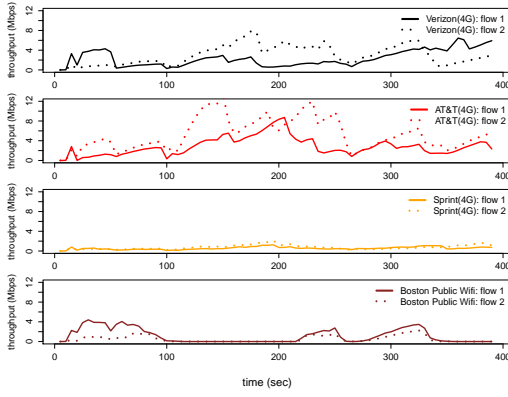 throughput (Mbps)
0 4 8 12
Verizon(4G): flow 1
Verizon(4G): flow 2
0 100 200 300 400
throughput (Mbps)
0 4 8 12
AT&T(4G): flow 1
AT&T(4G): flow 2
0 100 200 300 400
throughput (Mbps)
0 4 8 12
Sprint(4G): flow 1
Sprint(4G): flow 2
0 100 200 300 400
throughput (Mbps)
0 4 8 12
Boston Public Wifi: flow 1
Boston Public Wifi: flow 2
0 100 200 300 400
time (sec)